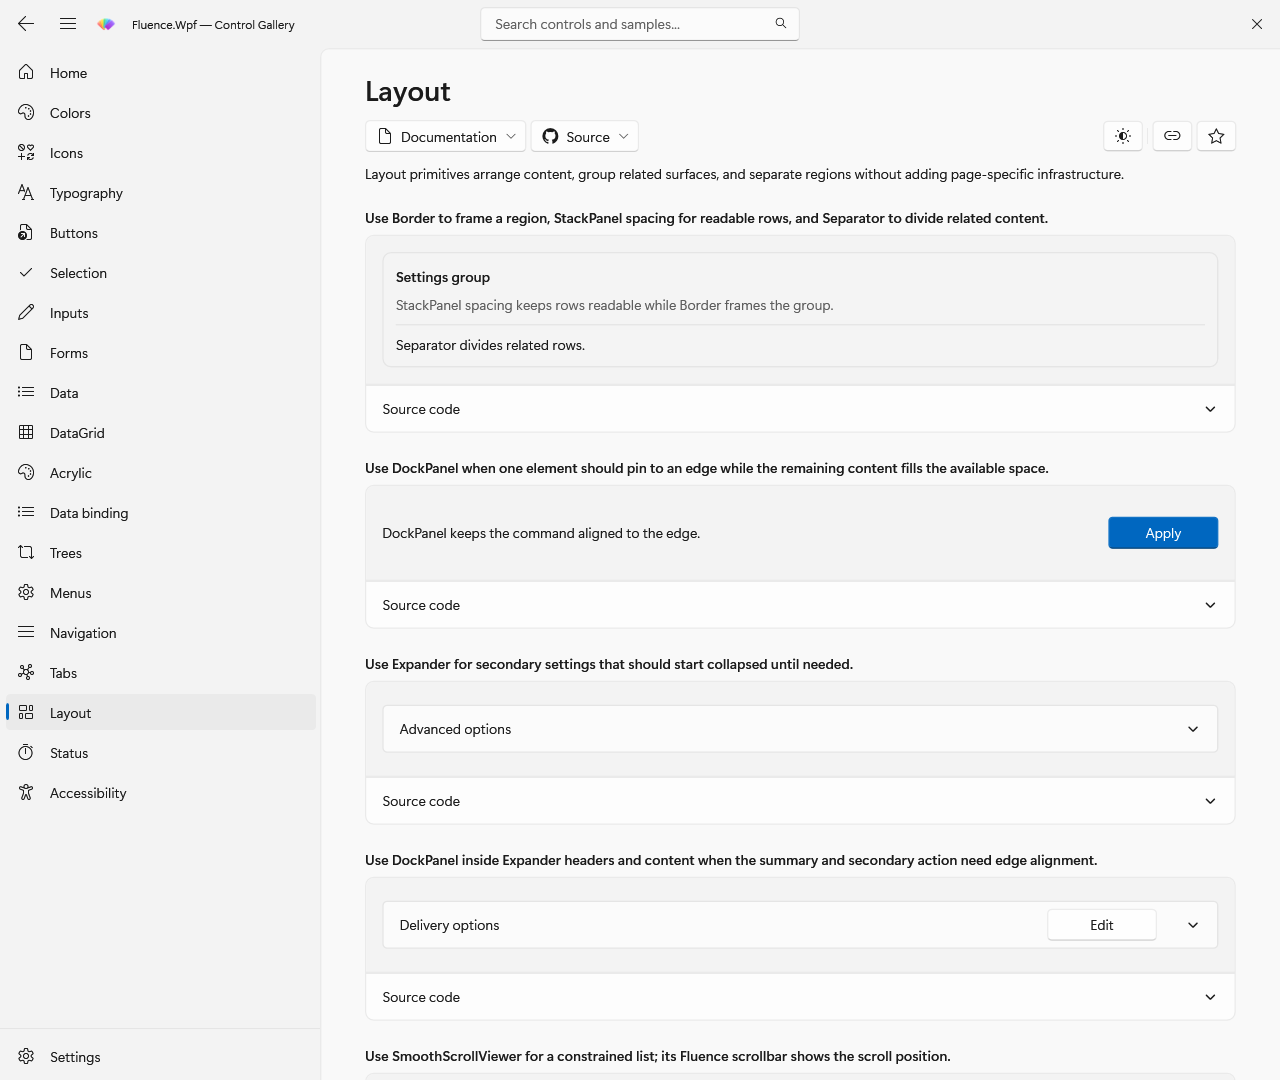 Fluence.Wpf — Control Gallery
Search controls and samples...
Home
Colors
Icons
Typography
Buttons
Selection
Inputs
Forms
Data
DataGrid
Acrylic
Data binding
Trees
Menus
Navigation
Tabs
Layout
Status
Accessibility
Settings
Layout
Documentation
Source
Layout primitives arrange content, group related surfaces, and separate regions without adding page-specific infrastructure.
Use Border to frame a region, StackPanel spacing for readable rows, and Separator to divide related content.
Settings group
StackPanel spacing keeps rows readable while Border frames the group.
Separator divides related rows.
Source code
Use DockPanel when one element should pin to an edge while the remaining content fills the available space.
DockPanel keeps the command aligned to the edge.
Apply
Source code
Use Expander for secondary settings that should start collapsed until needed.
Advanced options
Source code
Use DockPanel inside Expander headers and content when the summary and secondary action need edge alignment.
Delivery options
Edit
Source code
Use SmoothScrollViewer for a constrained list; its Fluence scrollbar shows the scroll position.